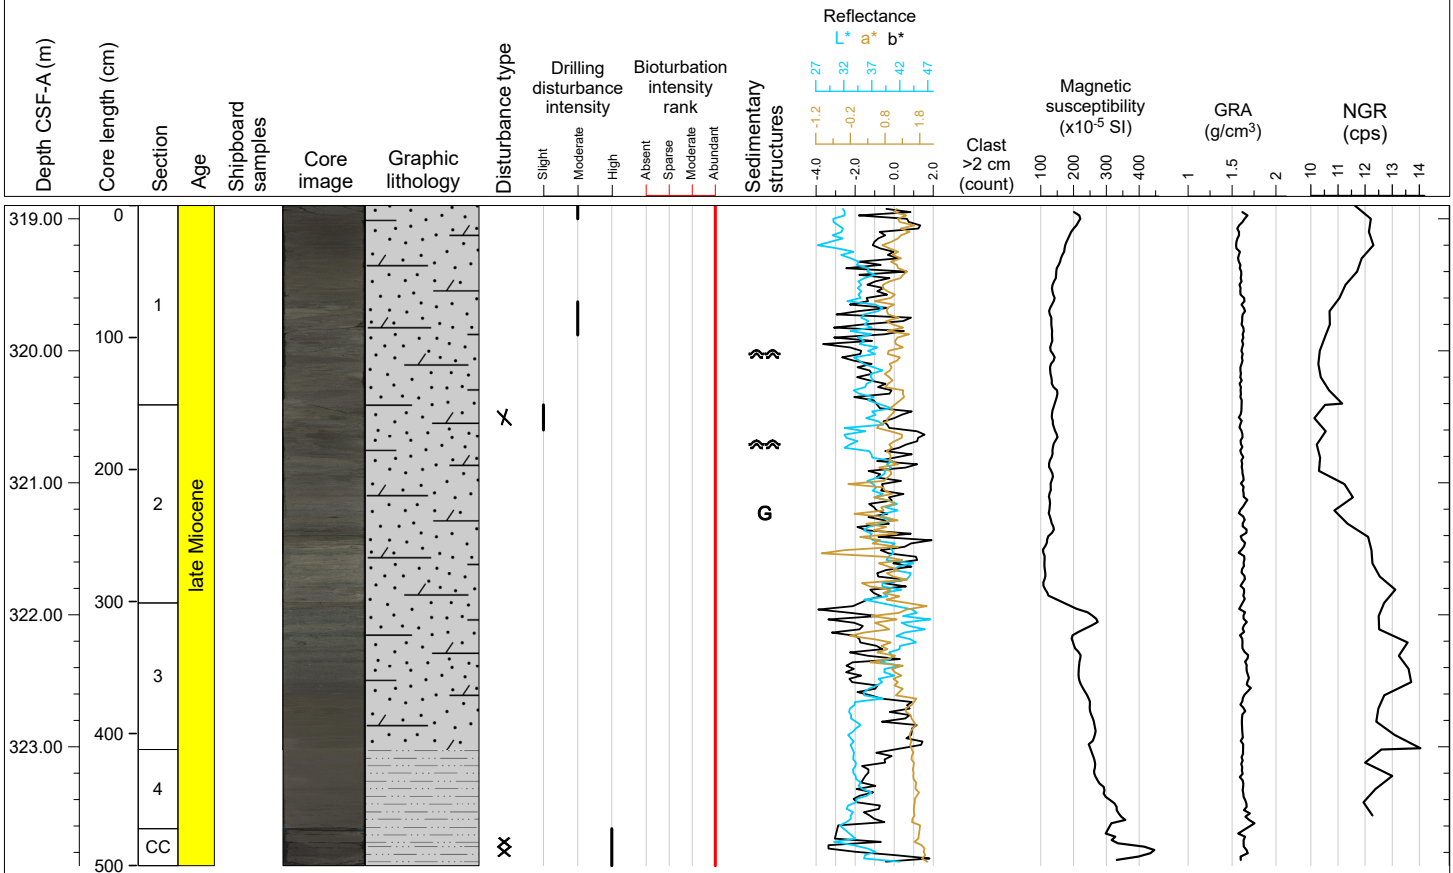 Depth CSF-A (m)
Core length (cm)
Section
Age
Shipboard
samples
Core
image
Graphic
lithology
Disturbance type
Drilling
disturbance
intensity
Slight
Moderate
High
Bioturbation
intensity
rank
Absent
Sparse
Moderate
Abundant
Sedimentary
structures
Reflectance
L* a* b*
27 32 37 42 47
-1.2 -0.2 0.8 1.8
-4.0 -2.0 0.0 2.0
Clast
>2 cm
(count)
Magnetic
susceptibility
(x10-5 SI)
100 200 300 400
GRA
(g/cm3)
1 1.5 2
NGR
(cps)
10 11 12 13 14
319.00
320.00
321.00
322.00
323.00
0
100
200
300
400
500
1
2
3
4
CC
late Miocene
G